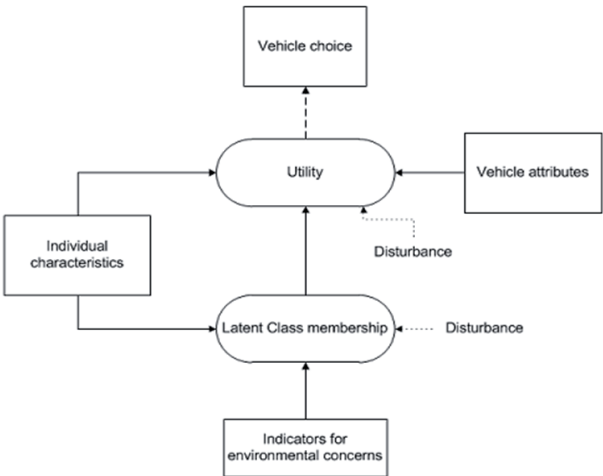 Vehicle choice
Utility
Vehicle attributes
Individual
characteristics
Disturbance
Latent Class membership
Disturbance
Indicators for
environmental concerns